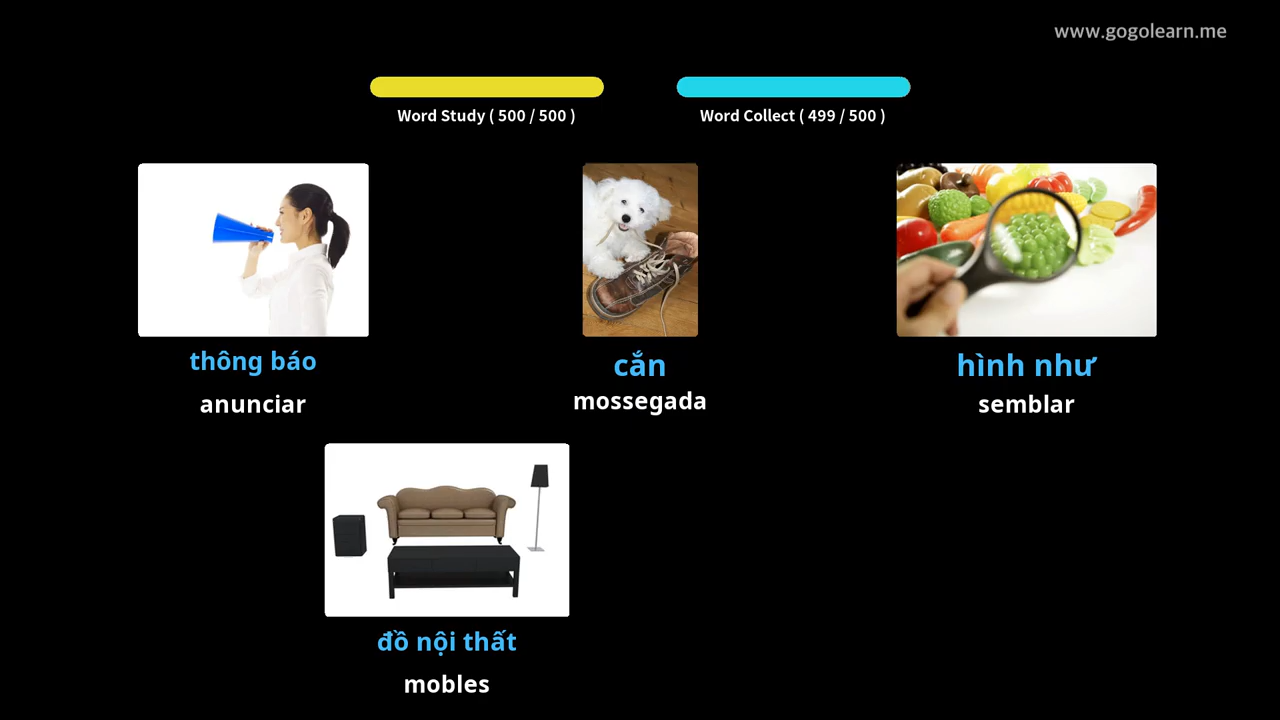 www.gogolearn.me
Word Study ( 500 / 500 )
Word Collect ( 499 / 500 )
thông báo
anunciar
cắn
mossegada
hình như
semblar
đồ nội thất
mobles